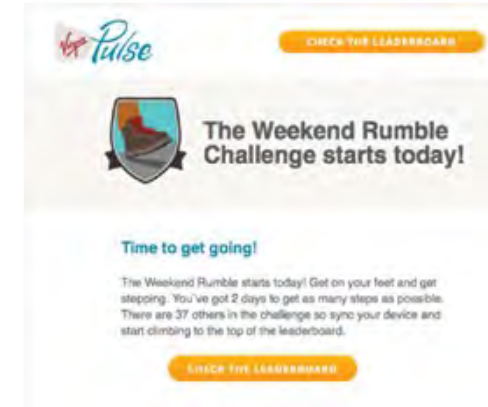 Virgin Pulse
CHECK THE LEADERBOARD
The Weekend Rumble
Challenge starts today!
Time to get going!
The Weekend Rumble starts today! Get on your feet and get
stepping. You've got 2 days to get as many steps as possible.
There are 37 others in the challenge so sync your device and
start climbing to the top of the leaderboard.
CHECK THE LEADERBOARD